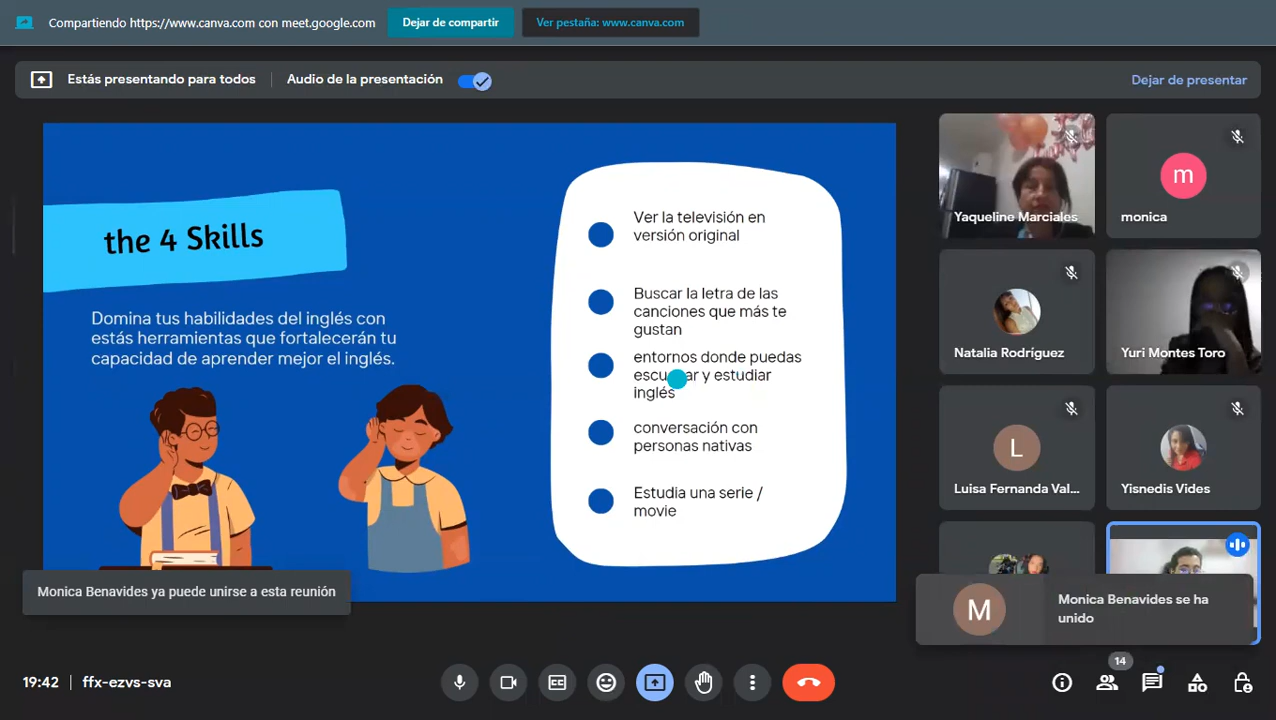 Compartiendo https://www.canva.com con meet.google.com
Dejar de compartir
Ver pestaña: www.canva.com
Estás presentando para todos
Audio de la presentación
Dejar de presentar
the 4 Skills
Domina tus habilidades del inglés con
estás herramientas que fortalecerán tu
capacidad de aprender mejor el inglés.
Ver la televisión en
versión original
Buscar la letra de las
canciones que más te
gustan
entornos donde puedas
escuchar y estudiar
inglés
conversación con
personas nativas
Estudia una serie /
movie
Yaqueline Marciales
m
monica
Natalia Rodríguez
Yuri Montes Toro
L
Luisa Fernanda Val...
Yisnedis Vides
Monica Benavides ya puede unirse a esta reunión
M
Monica Benavides se ha
unido
19:42
ffx-ezvs-sva
14